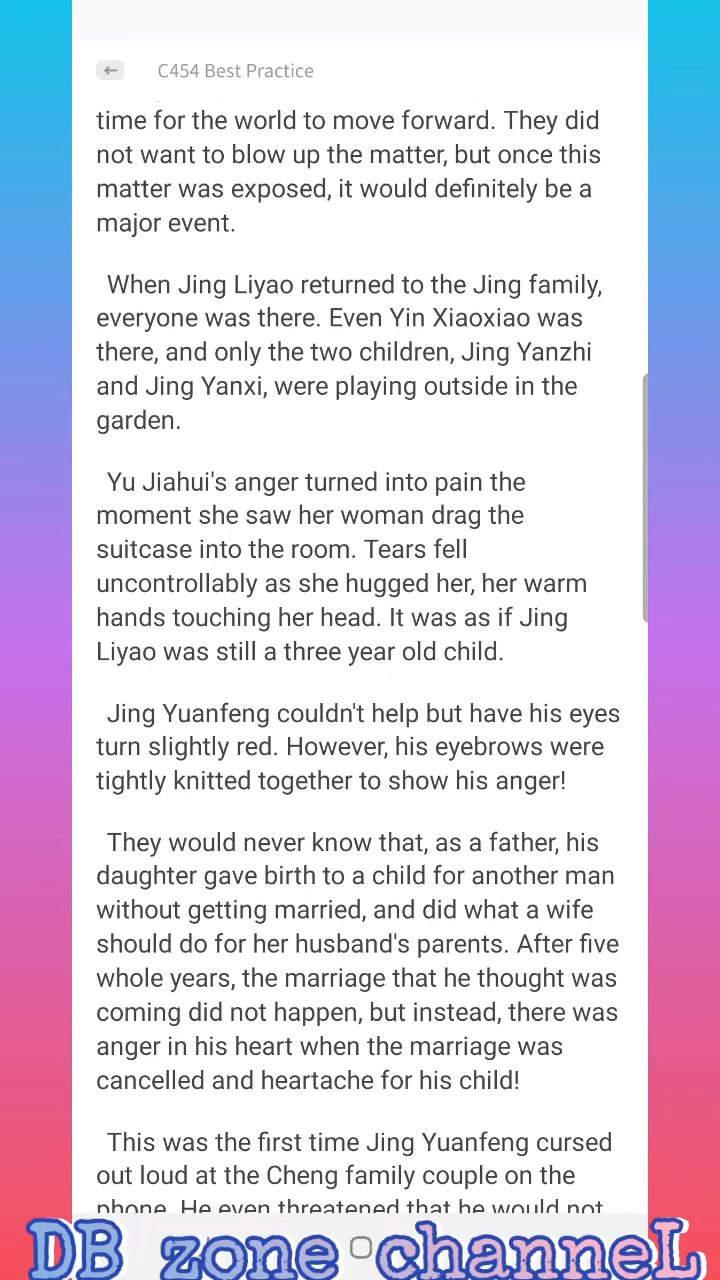 C454 Best Practice
time for the world to move forward. They did
not want to blow up the matter, but once this
matter was exposed, it would definitely be a
major event.
When Jing Liyao returned to the Jing family,
everyone was there. Even Yin Xiaoxiao was
there, and only the two children, Jing Yanzhi
and Jing Yanxi, were playing outside in the
garden.
Yu Jiahui's anger turned into pain the
moment she saw her woman drag the
suitcase into the room. Tears fell
uncontrollably as she hugged her, her warm
hands touching her head. It was as if Jing
Liyao was still a three year old child.
Jing Yuanfeng couldn't help but have his eyes
turn slightly red. However, his eyebrows were
tightly knitted together to show his anger!
They would never know that, as a father, his
daughter gave birth to a child for another man
without getting married, and did what a wife
should do for her husband's parents. After five
whole years, the marriage that he thought was
coming did not happen, but instead, there was
anger in his heart when the marriage was
cancelled and heartache for his child!
This was the first time Jing Yuanfeng cursed
out loud at the Cheng family couple on the
phone. He even threatened that he would not
DB zone channeL